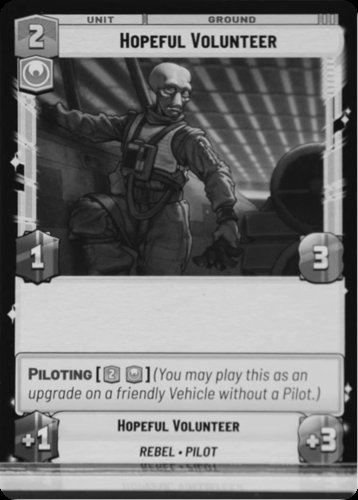 UNIT GROUND
2 HOPEFUL VOLUNTEER
1 3
PILOTING [2 ] (You may play this as an
upgrade on a friendly Vehicle without a Pilot.)
HOPEFUL VOLUNTEER
+1 +3
REBEL • PILOT